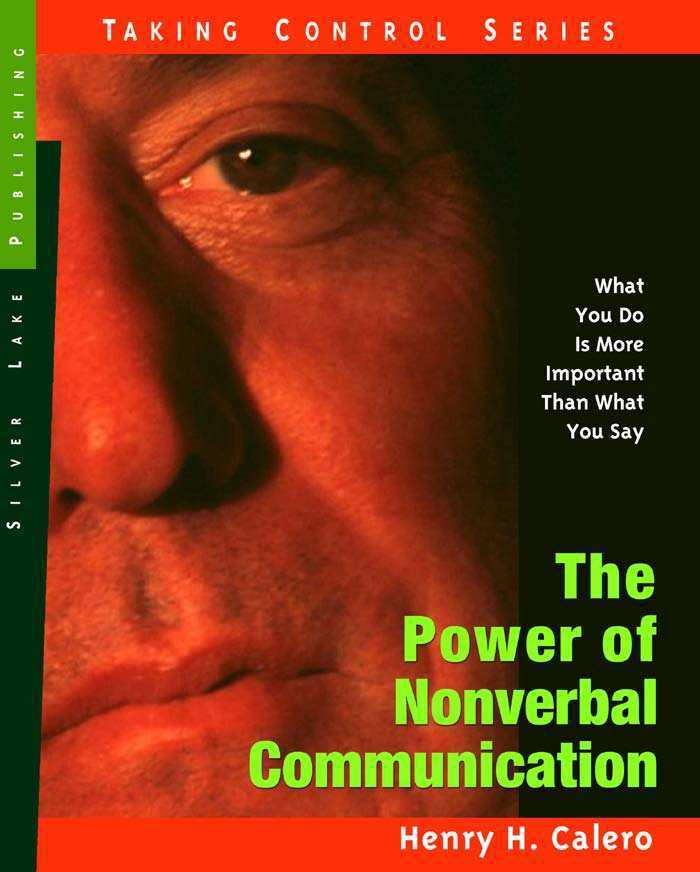 TAKING CONTROL SERIES
SILVER LAKE PUBLISHING
What
You Do
Is More
Important
Than What
You Say
The
Power of
Nonverbal
Communication
Henry H. Calero